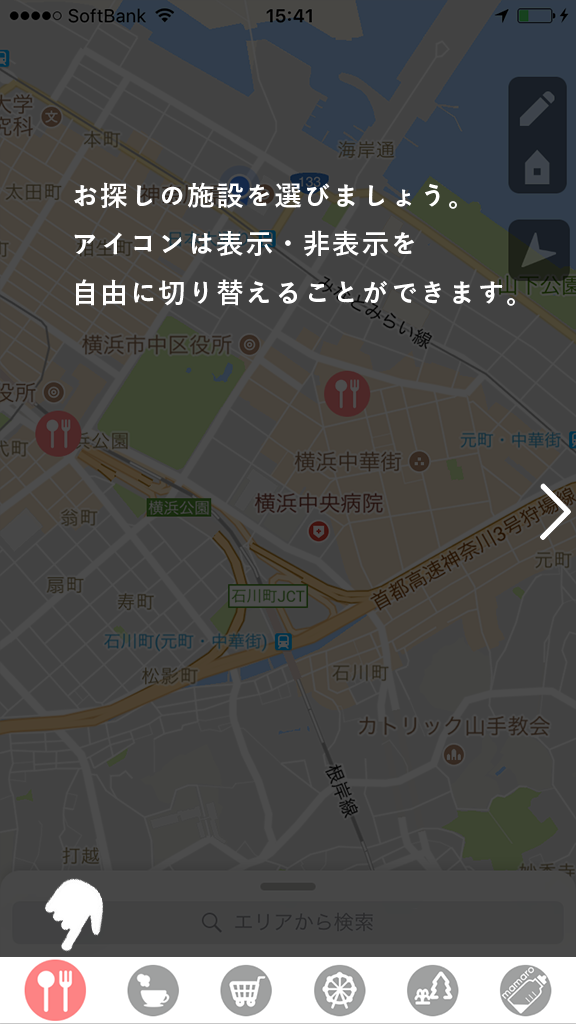 SoftBank 15:41
大学
究科
本町
海岸通
太田町
133
お探しの施設を選びましょう。
アイコンは表示・非表示を
自由に切り替えることができます。
みなとみらい線
山下公園
横浜市中区役所
役所
元町・中華街
横浜中華街
横浜中央病院
横浜公園
翁町
首都高速神奈川3号狩場線
元町
扇町
寿町
石川町JCT
石川町(元町・中華街)
松影町
石川町
カトリック山手教会
根岸線
打越
妙香寺
エリアから検索
mamaro